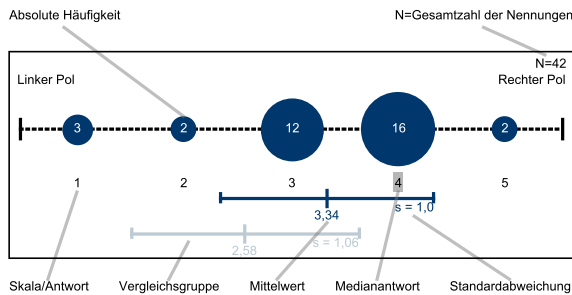 Absolute Häufigkeit N=Gesamtzahl der Nennungen
N=42
Linker Pol Rechter Pol
3 2 12 16 2
1 2 3 4 5
3,34 s = 1,0
2,58 s = 1,06
Skala/Antwort Vergleichsgruppe Mittelwert Medianantwort Standardabweichung